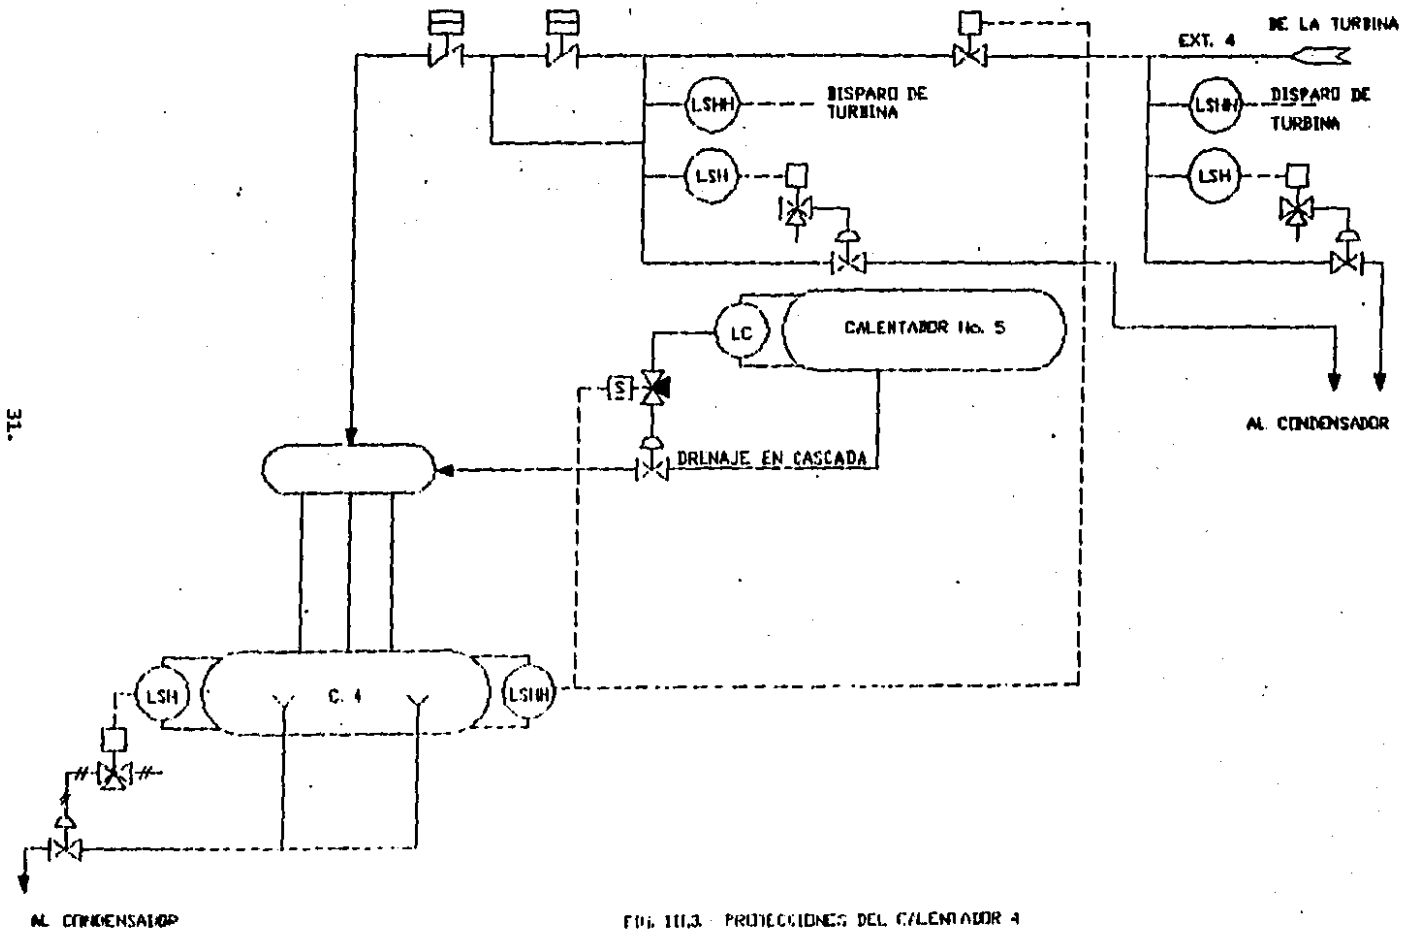 DE LA TURBINA
EXT. 4
LSHH
DISPARO DE
TURBINA
LSHH
DISPARO DE
TURBINA
LSH
LSH
LC
CALENTADOR No. 5
S
AL CONDENSADOR
31.
DRENAJE EN CASCADA
LSH
C. 4
LSHH
AL CONDENSADOR
FIG. III.3. PROTECCIONES DEL CALENTADOR 4